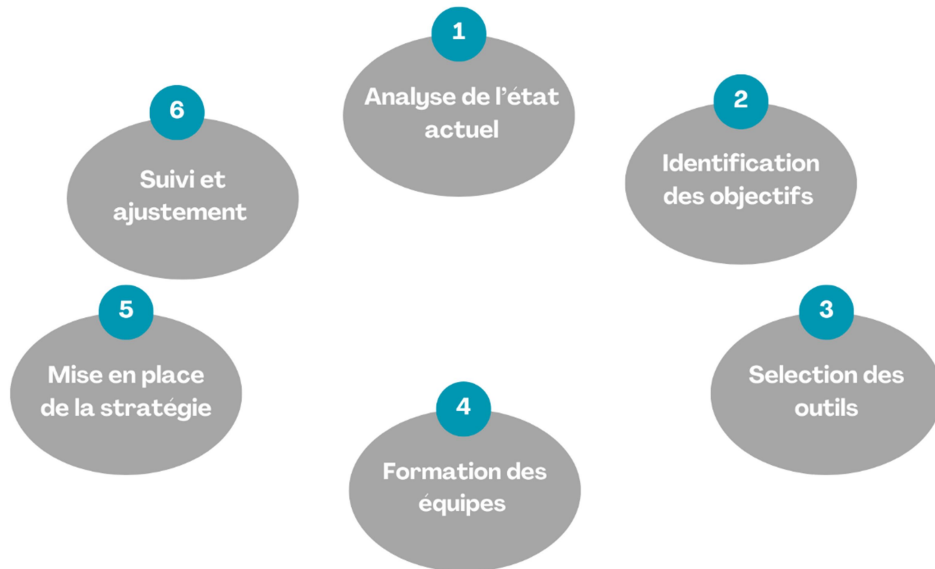 1
Analyse de l'état
actuel
2
Identification
des objectifs
3
Selection des
outils
4
Formation des
équipes
5
Mise en place
de la stratégie
6
Suivi et
ajustement